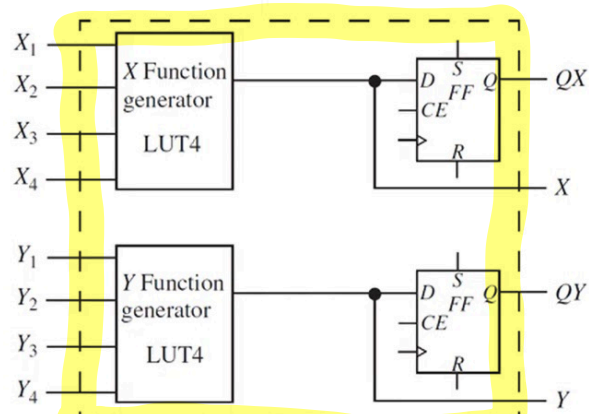 X₁
X₂
X₃
X₄
X Function
generator
LUT4
D
S
Q
FF
CE
R
QX
X
Y₁
Y₂
Y₃
Y₄
Y Function
generator
LUT4
D
S
Q
FF
CE
R
QY
Y